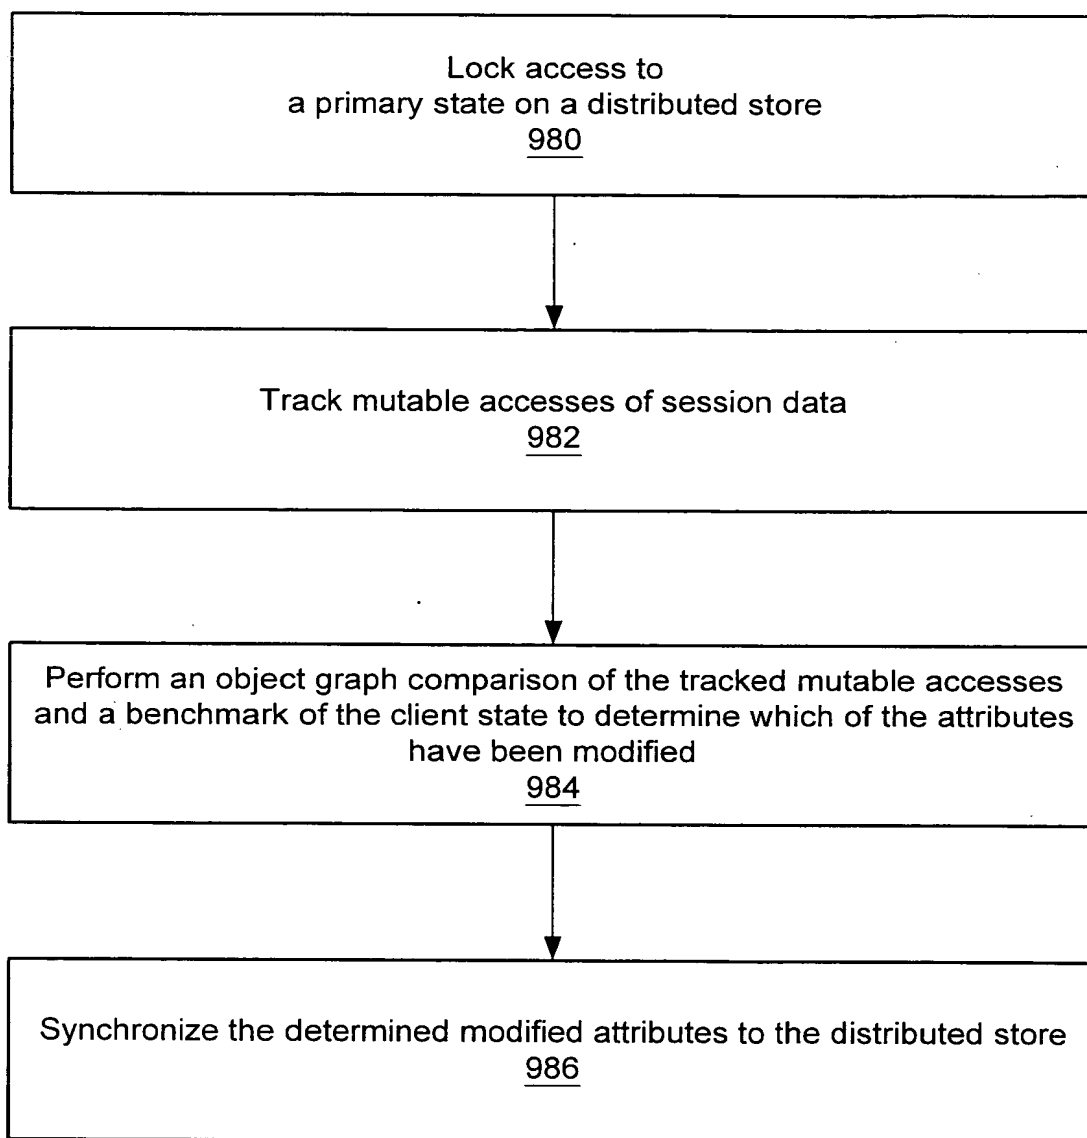 Lock access to
a primary state on a distributed store
980
Track mutable accesses of session data
982
Perform an object graph comparison of the tracked mutable accesses
and a benchmark of the client state to determine which of the attributes
have been modified
984
Synchronize the determined modified attributes to the distributed store
986